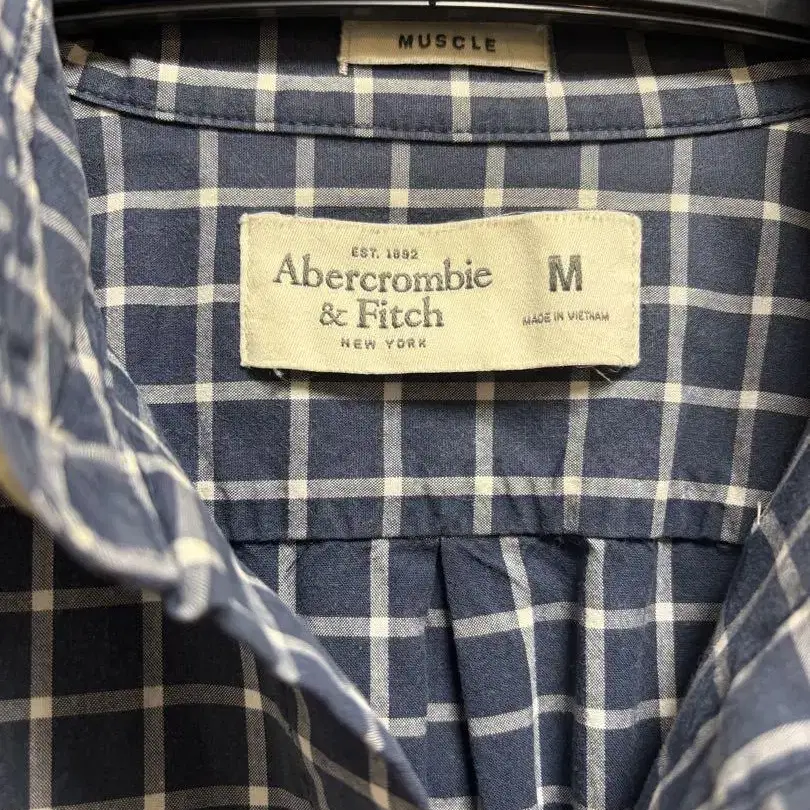 MUSCLE
EST. 1892
Abercrombie
& Fitch
NEW YORK
M
MADE IN VIETNAM